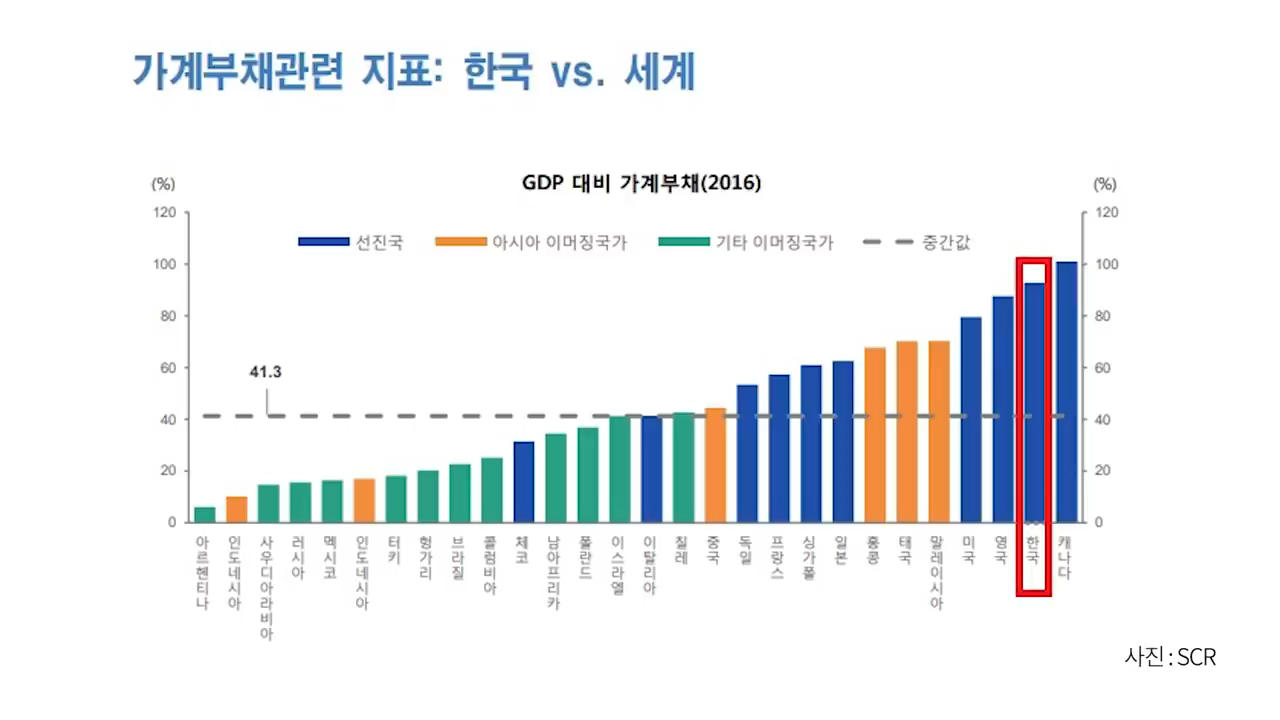 가계부채관련 지표: 한국 vs. 세계
GDP 대비 가계부채(2016)
(%)
(%)
선진국
아시아 이머징국가
기타 이머징국가
중간값
120
100
80
60
40
20
0
41.3
120
100
80
60
40
20
0
아르헨티나
인도네시아
사우디아라비아
러시아
멕시코
인도네시아
터키
헝가리
브라질
콜럼비아
체코
남아프리카
폴란드
이스라엘
이탈리아
칠레
중국
독일
프랑스
싱가폴
일본
홍콩
태국
말레이시아
미국
영국
한국
캐나다
사진 : SCR